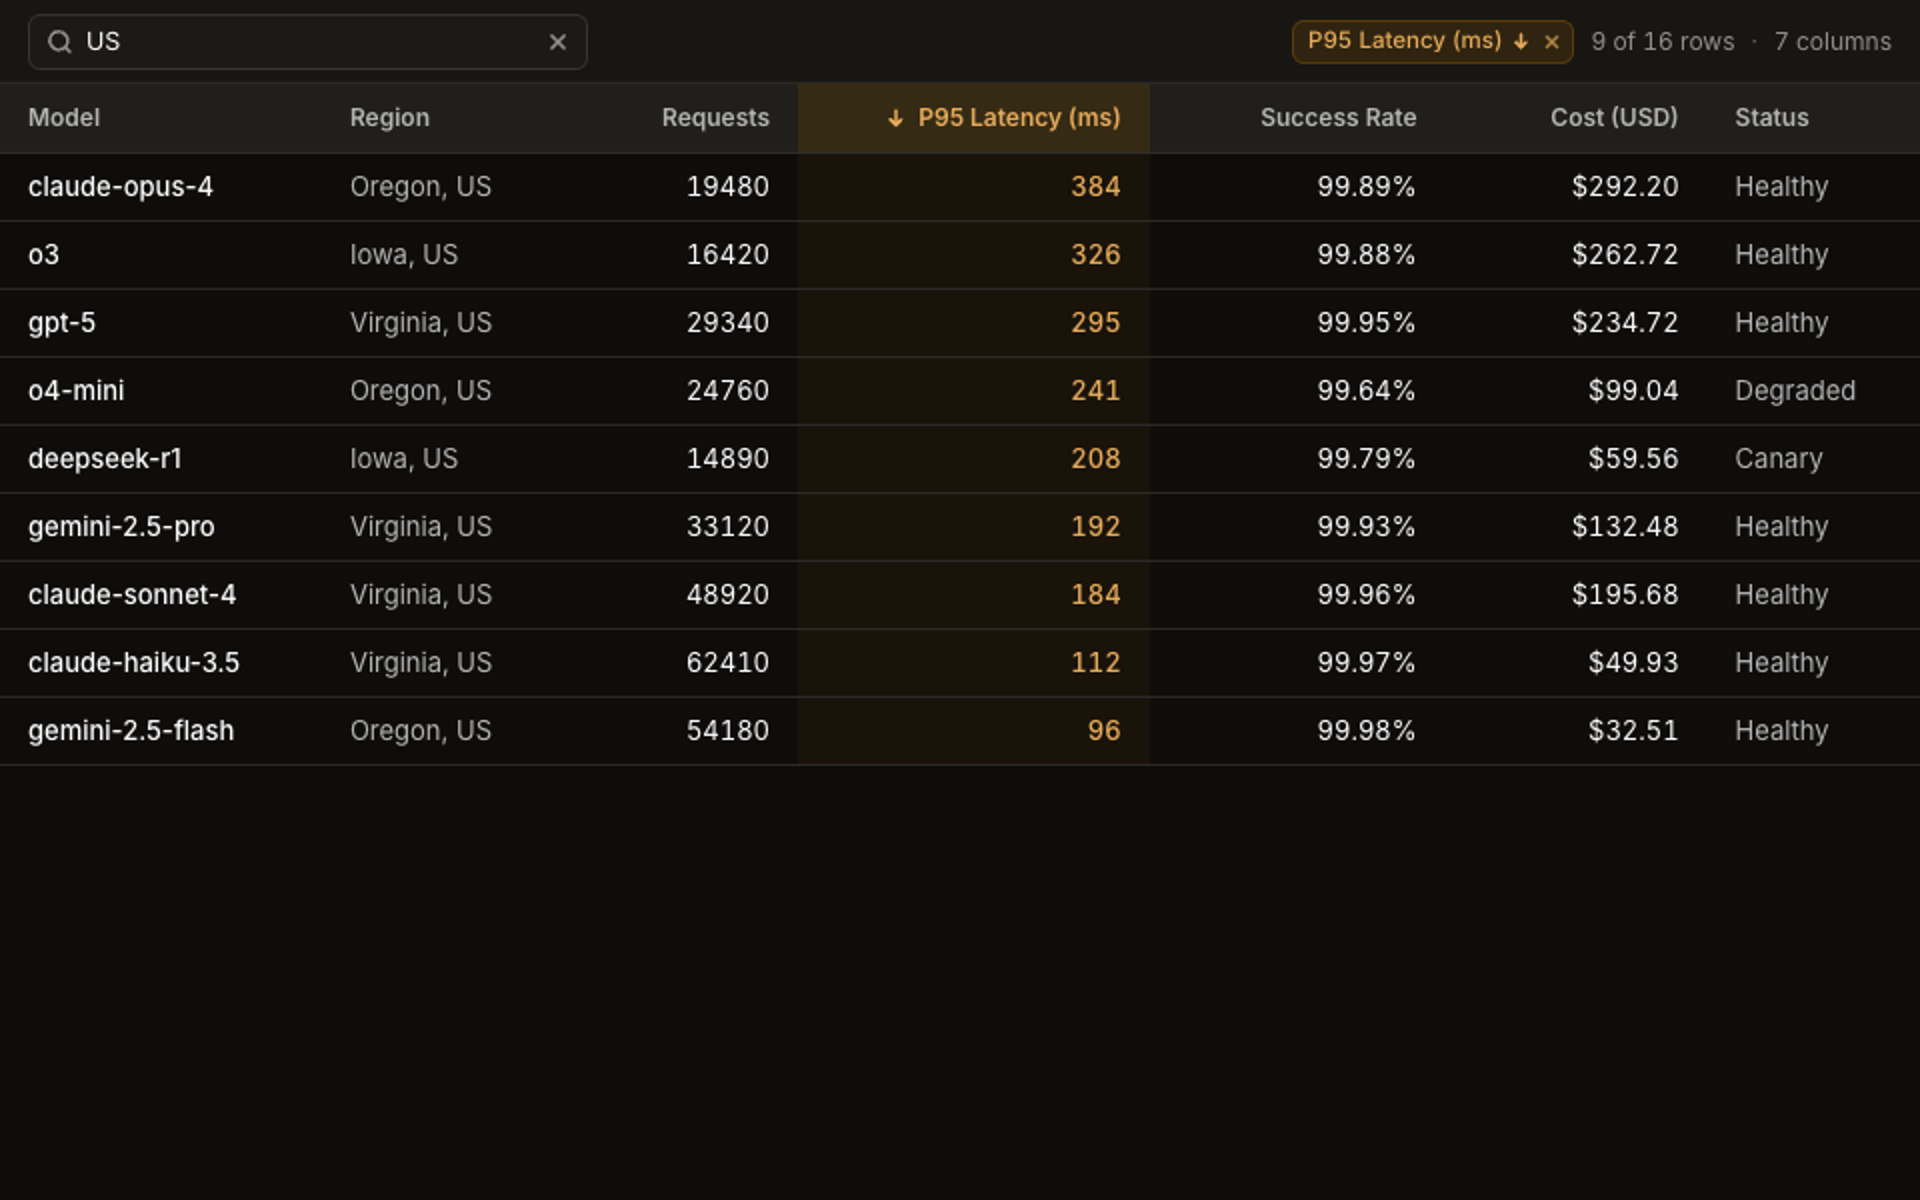 US
P95 Latency (ms) ↓ × 9 of 16 rows · 7 columns
Model Region Requests ↓ P95 Latency (ms) Success Rate Cost (USD) Status
claude-opus-4 Oregon, US 19480 384 99.89% $292.20 Healthy
o3 Iowa, US 16420 326 99.88% $262.72 Healthy
gpt-5 Virginia, US 29340 295 99.95% $234.72 Healthy
o4-mini Oregon, US 24760 241 99.64% $99.04 Degraded
deepseek-r1 Iowa, US 14890 208 99.79% $59.56 Canary
gemini-2.5-pro Virginia, US 33120 192 99.93% $132.48 Healthy
claude-sonnet-4 Virginia, US 48920 184 99.96% $195.68 Healthy
claude-haiku-3.5 Virginia, US 62410 112 99.97% $49.93 Healthy
gemini-2.5-flash Oregon, US 54180 96 99.98% $32.51 Healthy